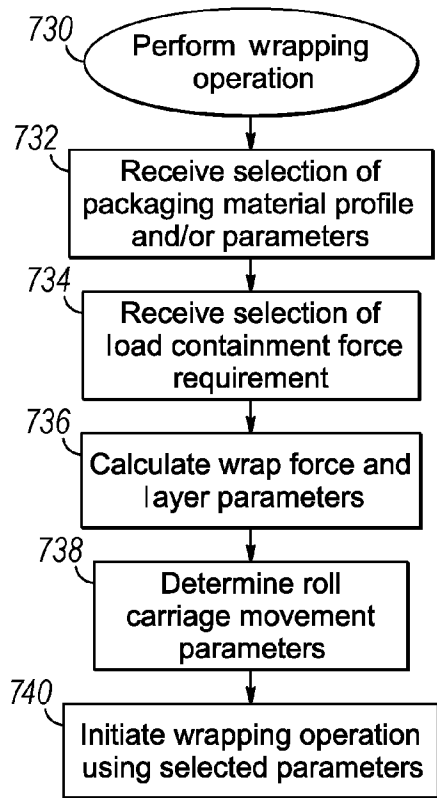 730
Perform wrapping
operation
732
Receive selection of
packaging material profile
and/or parameters
734
Receive selection of
load containment force
requirement
736
Calculate wrap force and
layer parameters
738
Determine roll
carriage movement
parameters
740
Initiate wrapping operation
using selected parameters